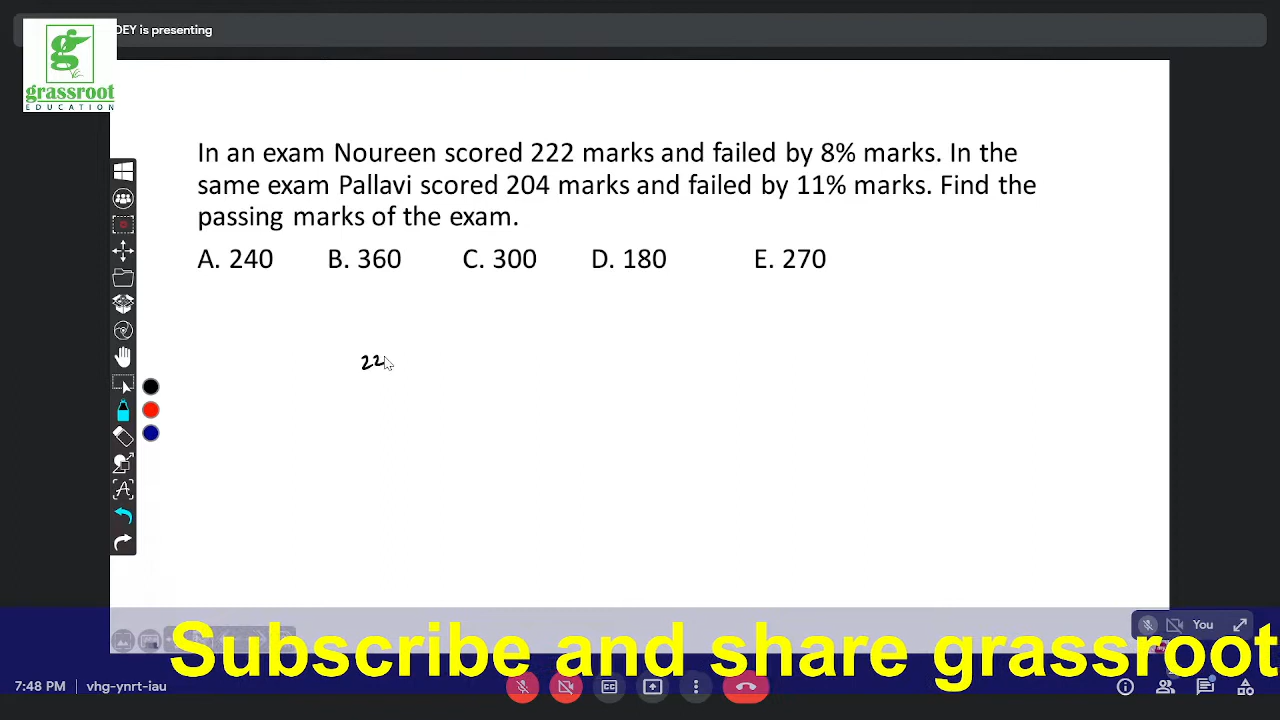 DEY is presenting
g
grassroot
EDUCATION
In an exam Noureen scored 222 marks and failed by 8% marks. In the
same exam Pallavi scored 204 marks and failed by 11% marks. Find the
passing marks of the exam.
A. 240 B. 360 C. 300 D. 180 E. 270
22
You
Subscribe and share grassroot
7:48 PM vhg-ynrt-iau